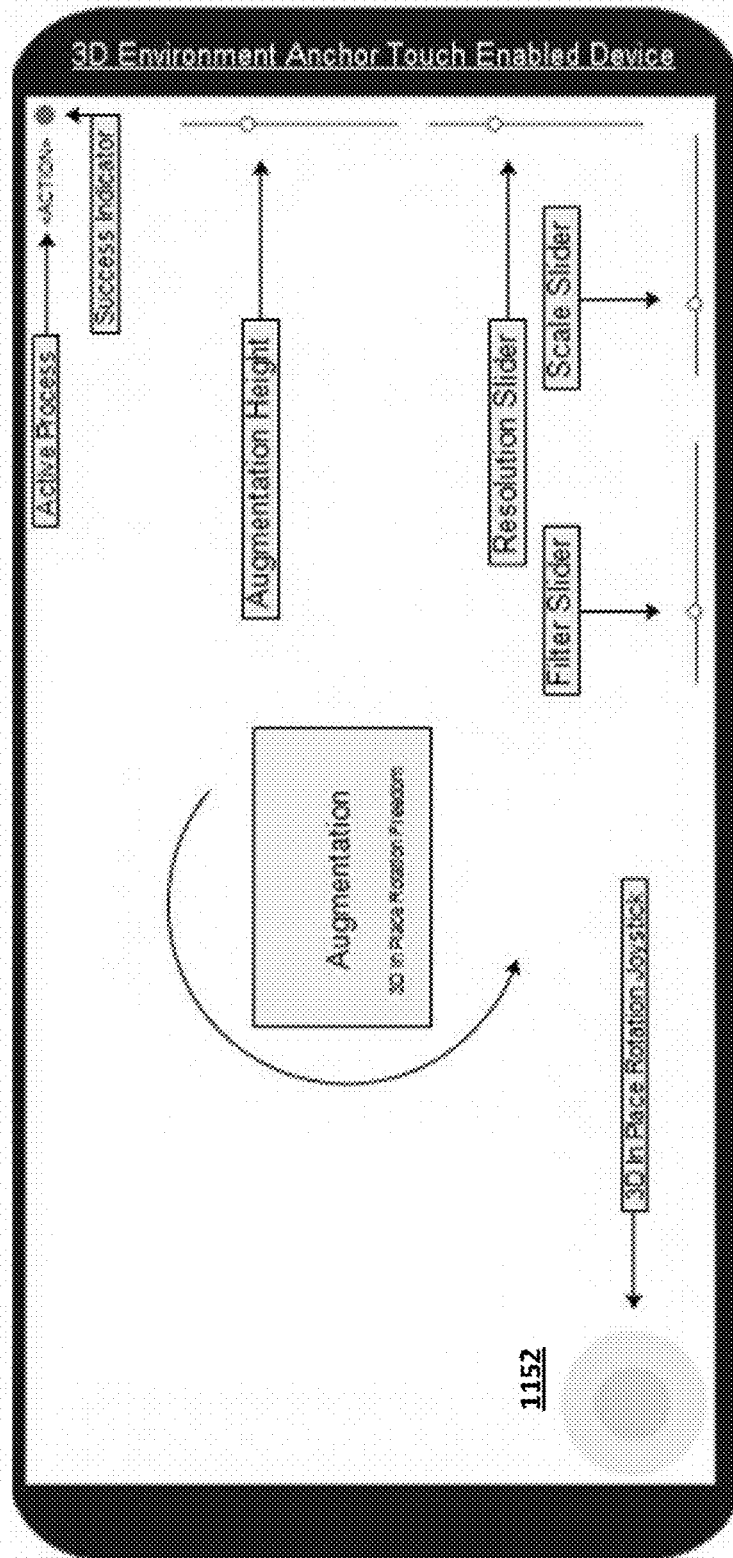 3D Environment Anchor Touch Enabled Device
Active Process
«ACTION»
Success Indicator
Augmentation Height
Augmentation
3D In Place Rotation Freedom
Resolution Slider
Filter Slider
Scale Slider
3D In Place Rotation Joystick
1152